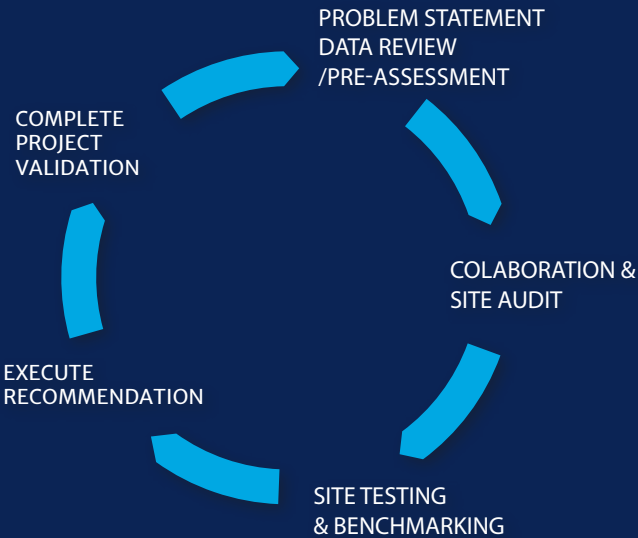 PROBLEM STATEMENT
DATA REVIEW
/PRE-ASSESSMENT
COLABORATION &
SITE AUDIT
SITE TESTING
& BENCHMARKING
EXECUTE
RECOMMENDATION
COMPLETE
PROJECT
VALIDATION